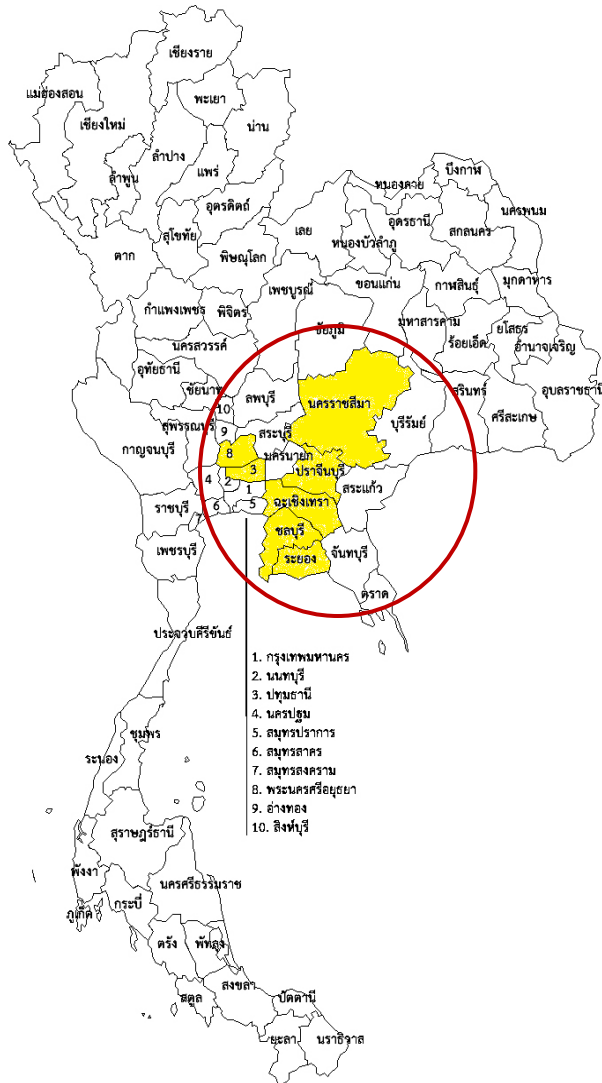 เชียงราย
แม่ฮ่องสอน
พะเยา
เชียงใหม่
น่าน
ลำปาง
แพร่
ลำพูน
อุตรดิตถ์
สุโขทัย
ตาก
พิษณุโลก
เลย
หนองคาย
บึงกาฬ
อุดรธานี
นครพนม
สกลนคร
หนองบัวลำภู
เพชรบูรณ์
ขอนแก่น
กาฬสินธุ์
มุกดาหาร
กำแพงเพชร
พิจิตร
ชัยภูมิ
มหาสารคาม
ร้อยเอ็ด
ยโสธร
อำนาจเจริญ
นครสวรรค์
อุทัยธานี
ชัยนาท
ลพบุรี
นครราชสีมา
บุรีรัมย์
สุรินทร์
ศรีสะเกษ
อุบลราชธานี
10
สุพรรณบุรี
9
สระบุรี
กาญจนบุรี
8
นครนายก
ปราจีนบุรี
3
4
2
1
สระแก้ว
ฉะเชิงเทรา
ราชบุรี
6
5
7
ชลบุรี
เพชรบุรี
ระยอง
จันทบุรี
ตราด
ประจวบคีรีขันธ์
1. กรุงเทพมหานคร
2. นนทบุรี
3. ปทุมธานี
4. นครปฐม
5. สมุทรปราการ
6. สมุทรสาคร
7. สมุทรสงคราม
8. พระนครศรีอยุธยา
9. อ่างทอง
10. สิงห์บุรี
ชุมพร
ระนอง
สุราษฎร์ธานี
พังงา
นครศรีธรรมราช
กระบี่
ภูเก็ต
ตรัง
พัทลุง
สงขลา
สตูล
ปัตตานี
ยะลา
นราธิวาส